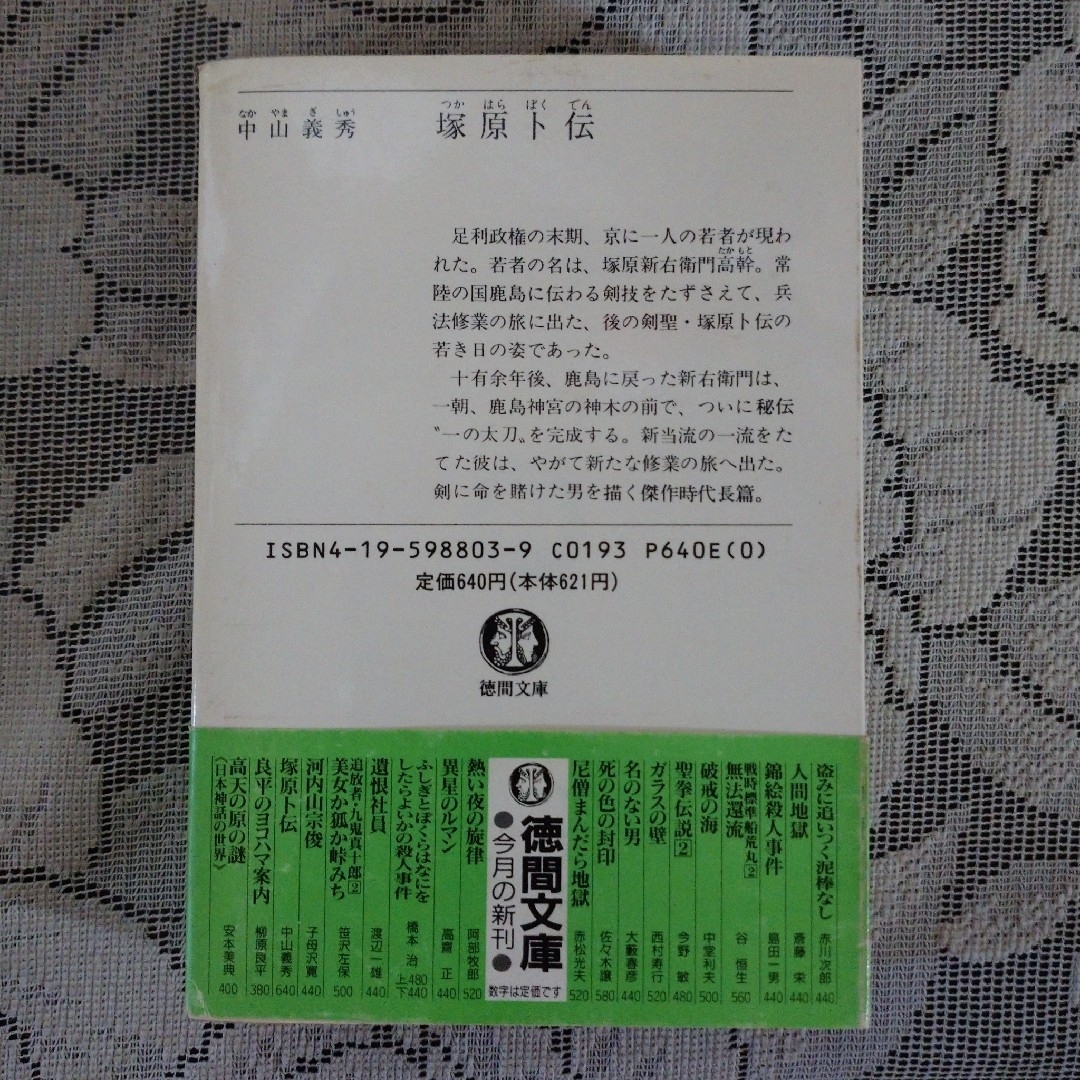 なか やま ぎ しゅう
中山義秀
つか はら ぼく でん
塚原卜伝
足利政権の末期、京に一人の若者が現わ
れた。若者の名は、塚原新右衛門高幹。常
たかもと
陸の国鹿島に伝わる剣技をたずさえて、兵
法修業の旅に出た、後の剣聖・塚原卜伝の
若き日の姿であった。
十有余年後、鹿島に戻った新右衛門は、
一朝、鹿島神宮の神木の前で、ついに秘伝
〝一の太刀〟を完成する。新当流の一流をた
てた彼は、やがて新たな修業の旅へ出た。
剣に命を賭けた男を描く傑作時代長篇。
ISBN4-19-598803-9 C0193 P640E(0)
定価640円(本体621円)
徳間文庫
盗みに追いつく泥棒なし 赤川次郎 440
人間地獄 斎藤栄 440
錦絵殺人事件 島田一男 440
戦時標準船荒丸2
無法還流 谷恒生 560
破戒の海 中堂利夫 500
聖拳伝説2 今野敏 480
ガラスの壁 西村寿行 520
名のない男 大藪春彦 440
死の色の封印 佐々木譲 580
尼僧まんだら地獄 赤松光夫 520
徳間文庫
●今月の新刊●
数字は定価です
熱い夜の旋律 阿部牧郎 520
異星のルマン 高齋正 440
ふしぎとぼくらはなにを
したらよいかの殺人事件 橋本治 上480 下440
遺恨社員 渡辺一雄 440
追放者・九鬼真十郎2
美女か狐か峠みち 笹沢左保 500
河内山宗俊 子母沢寛 440
塚原卜伝 中山義秀 640
良平のヨコハマ案内 柳原良平 380
高天の原の謎
〈日本神話の世界〉 安本美典 400